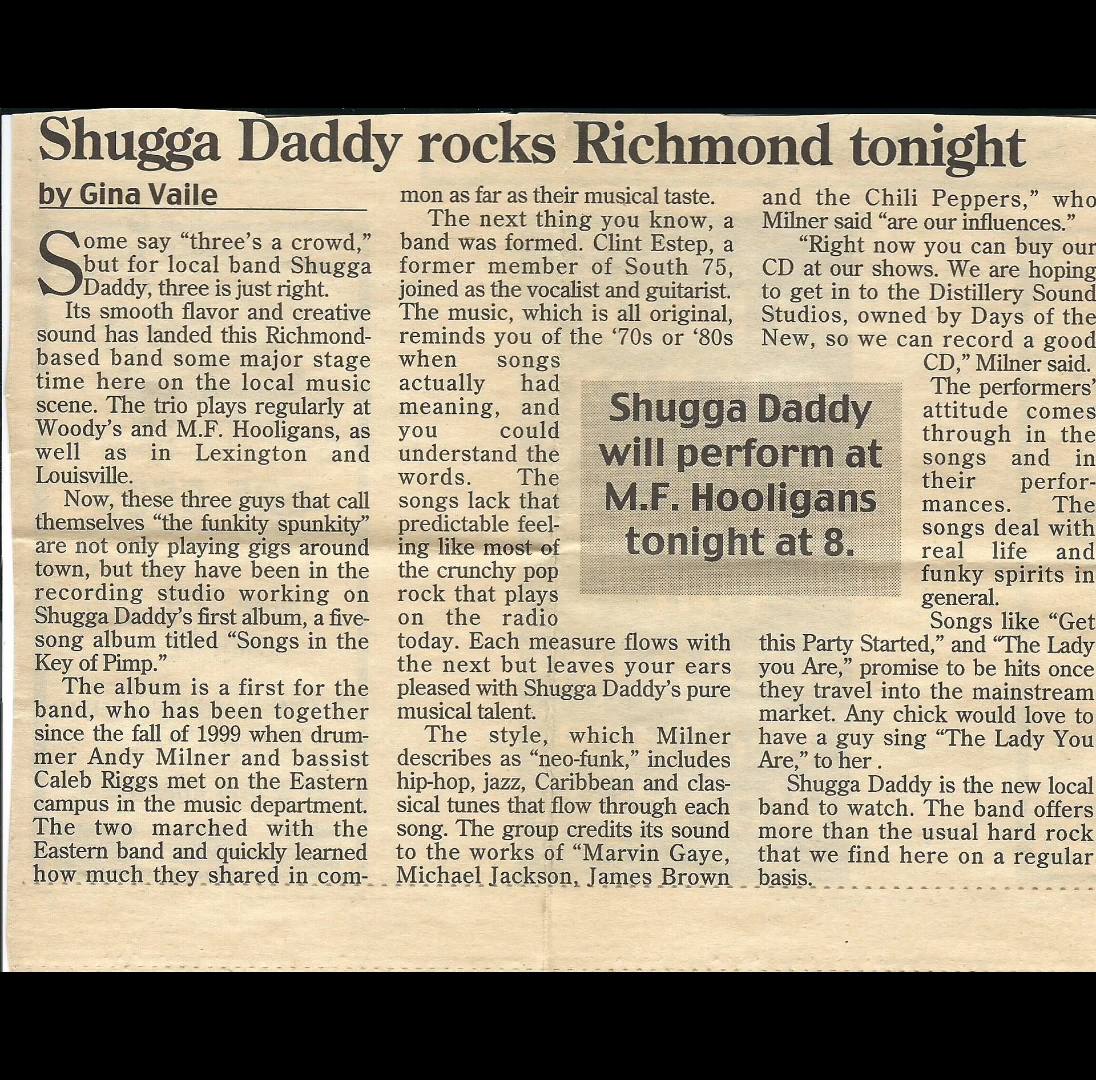 Shugga Daddy rocks Richmond tonight
by Gina Vaile
Some say “three’s a crowd,”
but for local band Shugga
Daddy, three is just right.
Its smooth flavor and creative
sound has landed this Richmond-
based band some major stage
time here on the local music
scene. The trio plays regularly at
Woody’s and M.F. Hooligans, as
well as in Lexington and
Louisville.
Now, these three guys that call
themselves “the funkity spunkity”
are not only playing gigs around
town, but they have been in the
recording studio working on
Shugga Daddy’s first album, a five-
song album titled “Songs in the
Key of Pimp.”
The album is a first for the
band, who has been together
since the fall of 1999 when drum-
mer Andy Milner and bassist
Caleb Riggs met on the Eastern
campus in the music department.
The two marched with the
Eastern band and quickly learned
how much they shared in com-
mon as far as their musical taste.
The next thing you know, a
band was formed. Clint Estep, a
former member of South 75,
joined as the vocalist and guitarist.
The music, which is all original,
reminds you of the ‘70s or ‘80s
when songs
actually had
meaning, and
you could
understand the
words. The
songs lack that
predictable feel-
ing like most of
the crunchy pop
rock that plays
on the radio
today. Each measure flows with
the next but leaves your ears
pleased with Shugga Daddy’s pure
musical talent.
The style, which Milner
describes as “neo-funk,” includes
hip-hop, jazz, Caribbean and clas-
sical tunes that flow through each
song. The group credits its sound
to the works of “Marvin Gaye,
Michael Jackson, James Brown
and the Chili Peppers,” who
Milner said “are our influences.”
“Right now you can buy our
CD at our shows. We are hoping
to get in to the Distillery Sound
Studios, owned by Days of the
New, so we can record a good
CD,” Milner said.
The performers’
attitude comes
through in the
songs and in
their perfor-
mances. The
songs deal with
real life and
funky spirits in
general.
Songs like “Get
this Party Started,” and “The Lady
you Are,” promise to be hits once
they travel into the mainstream
market. Any chick would love to
have a guy sing “The Lady You
Are,” to her .
Shugga Daddy is the new local
band to watch. The band offers
more than the usual hard rock
that we find here on a regular
basis.
Shugga Daddy
will perform at
M.F. Hooligans
tonight at 8.